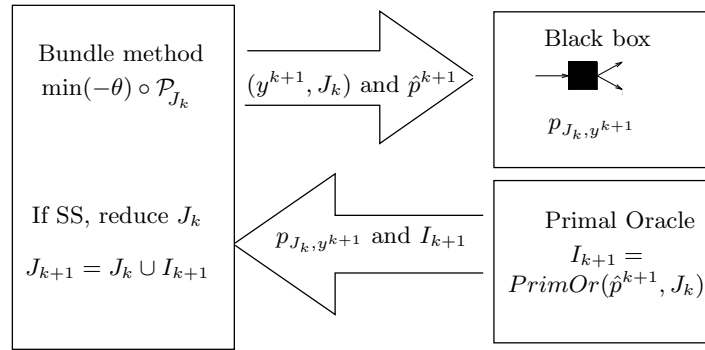 Bundle method
min(−θ) ∘ 𝒫_{J_k}
If SS, reduce J_k
J_{k+1} = J_k ∪ I_{k+1}
(y^{k+1}, J_k) and p̂^{k+1}
p_{J_k,y^{k+1}} and I_{k+1}
Black box
p_{J_k,y^{k+1}}
Primal Oracle
I_{k+1} =
PrimOr(p̂^{k+1}, J_k)